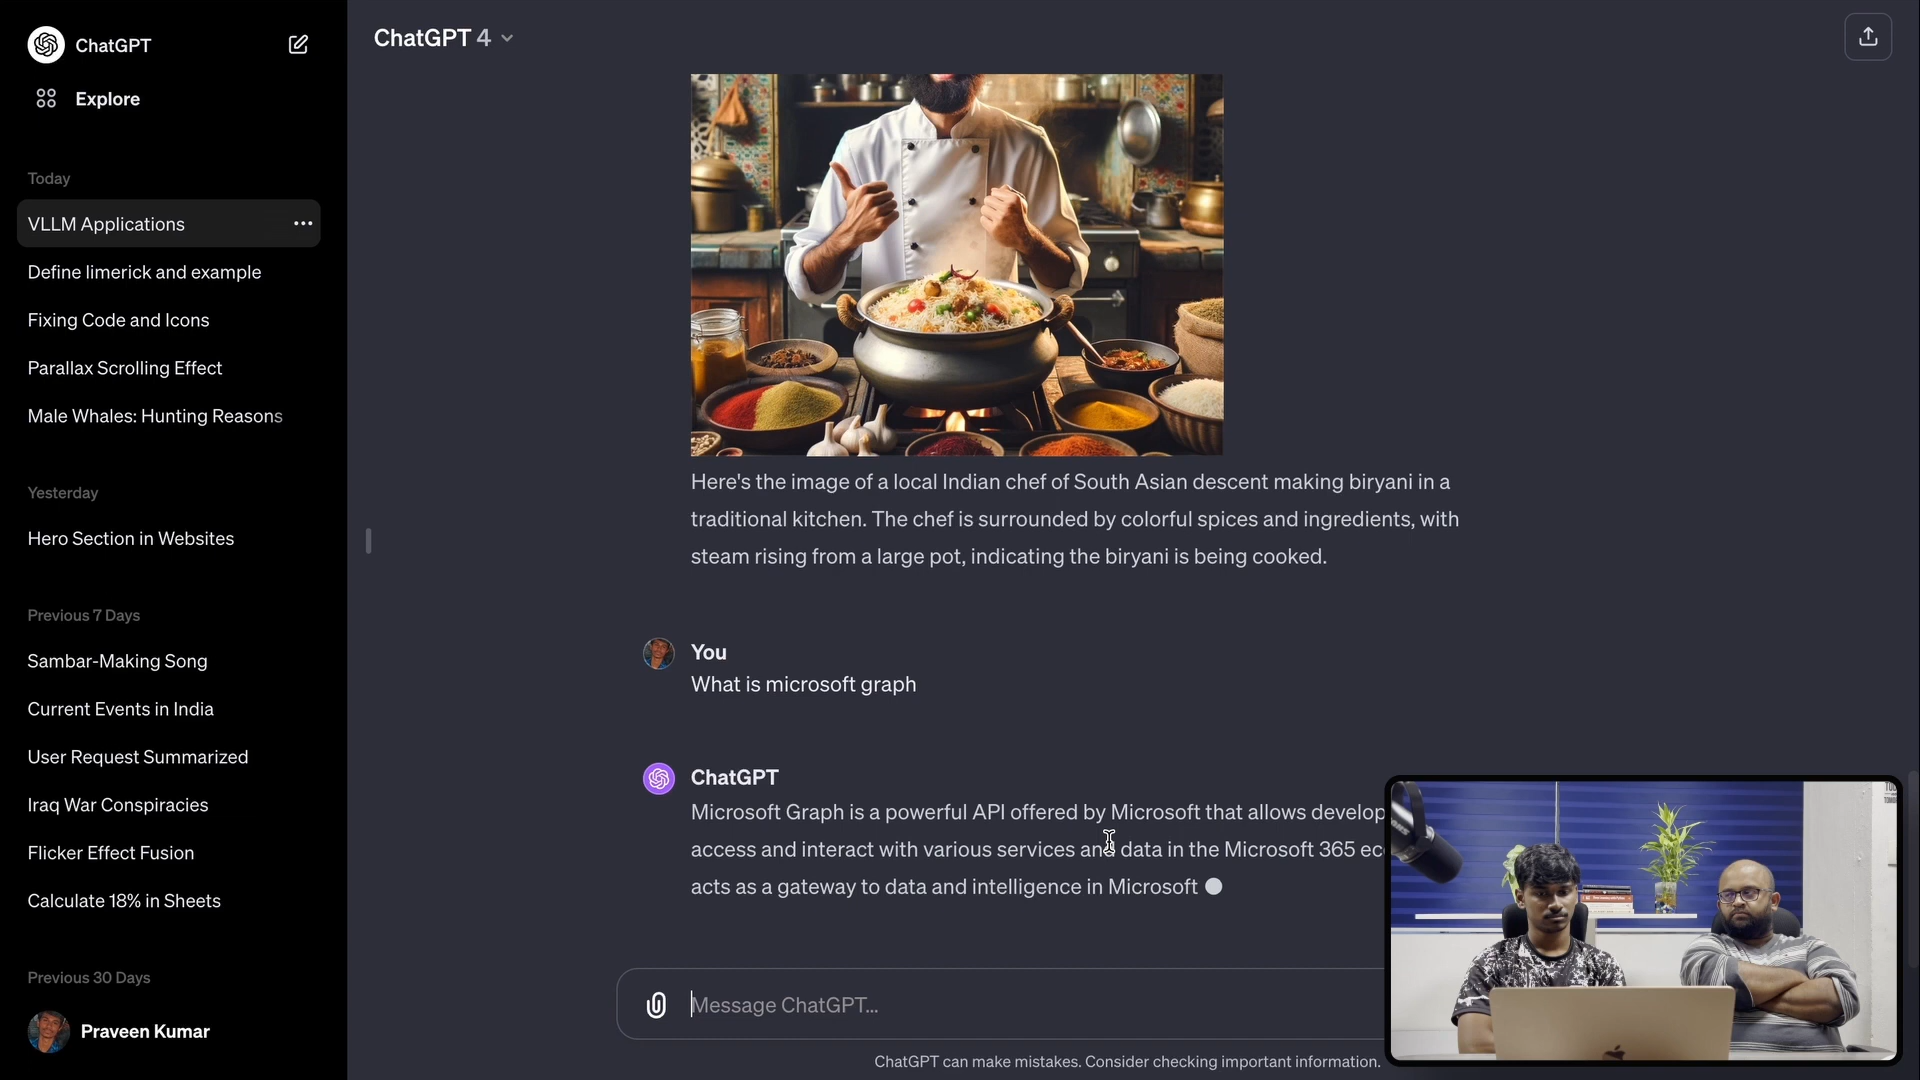 ChatGPT
Explore
Today
VLLM Applications
Define limerick and example
Fixing Code and Icons
Parallax Scrolling Effect
Male Whales: Hunting Reasons
Yesterday
Hero Section in Websites
Previous 7 Days
Sambar-Making Song
Current Events in India
User Request Summarized
Iraq War Conspiracies
Flicker Effect Fusion
Calculate 18% in Sheets
Previous 30 Days
Praveen Kumar
ChatGPT 4
Here's the image of a local Indian chef of South Asian descent making biryani in a
traditional kitchen. The chef is surrounded by colorful spices and ingredients, with
steam rising from a large pot, indicating the biryani is being cooked.
You
What is microsoft graph
ChatGPT
Microsoft Graph is a powerful API offered by Microsoft that allows develop
access and interact with various services and data in the Microsoft 365 ec
acts as a gateway to data and intelligence in Microsoft
Message ChatGPT...
ChatGPT can make mistakes. Consider checking important information.